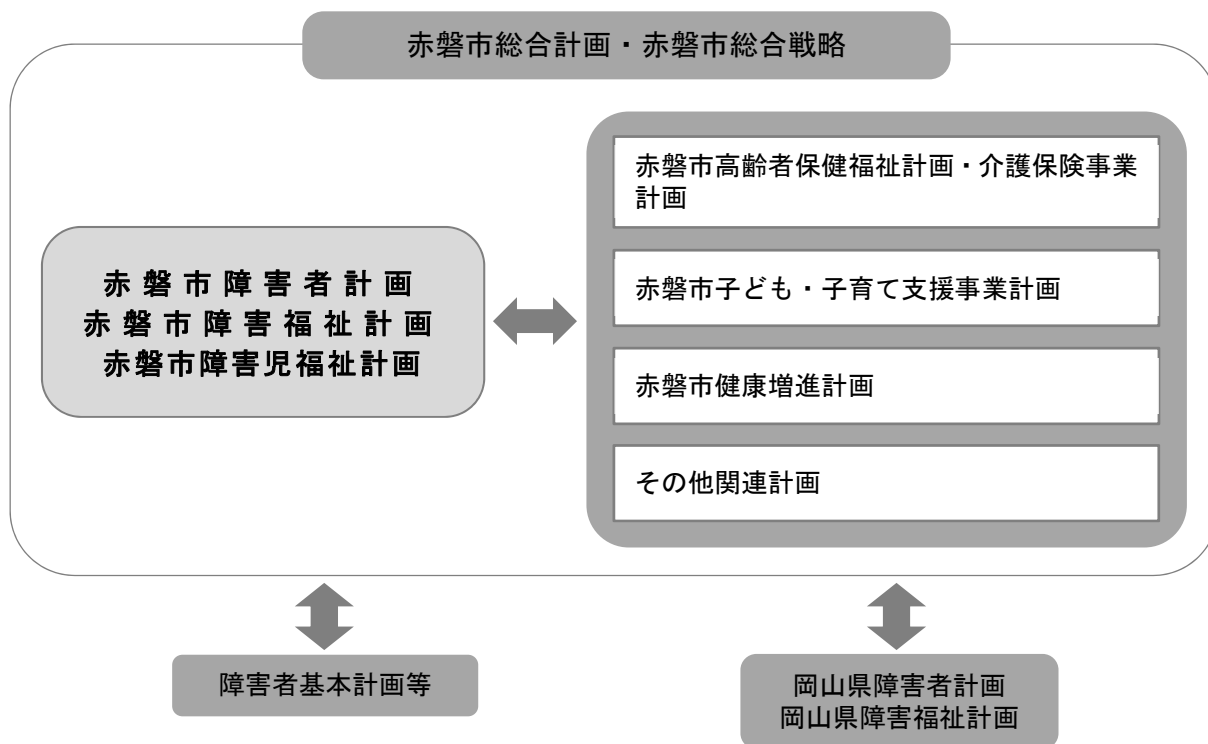 赤磐市総合計画・赤磐市総合戦略
赤磐市障害者計画
赤磐市障害福祉計画
赤磐市障害児福祉計画
赤磐市高齢者保健福祉計画・介護保険事業
計画
赤磐市子ども・子育て支援事業計画
赤磐市健康増進計画
その他関連計画
障害者基本計画等
岡山県障害者計画
岡山県障害福祉計画